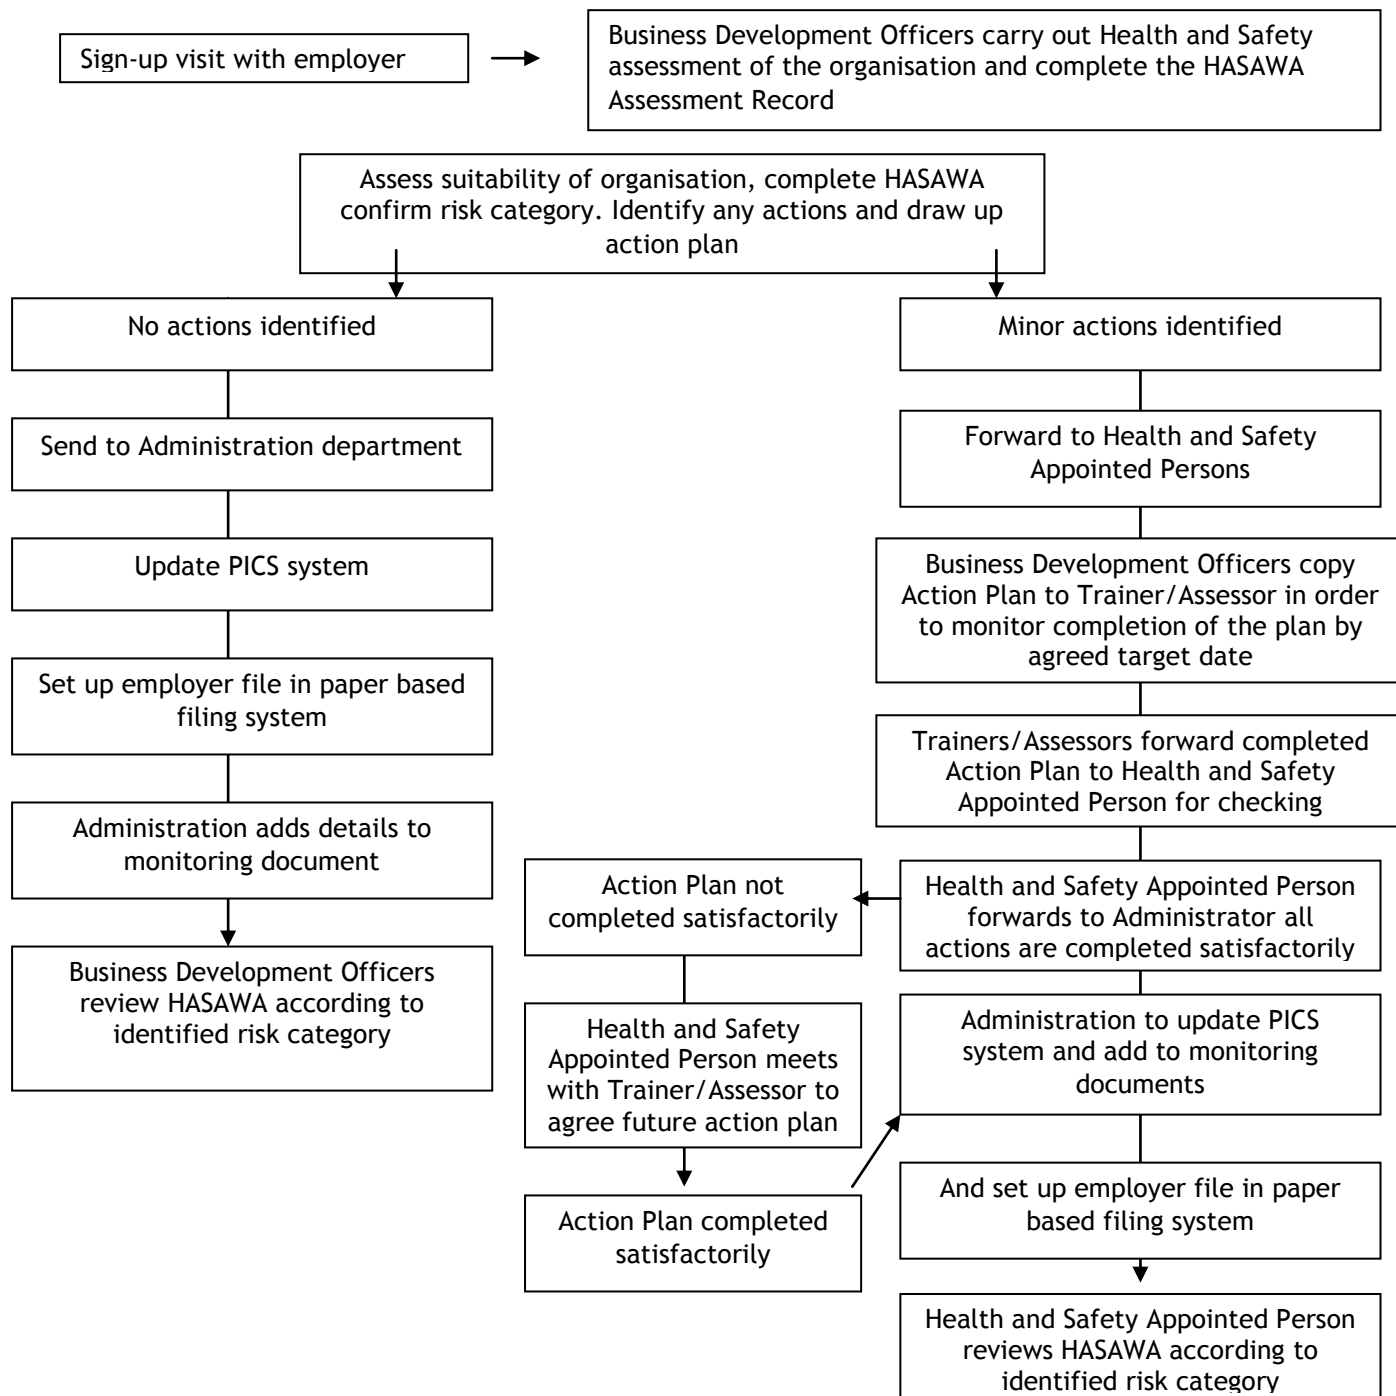 Sign-up visit with employer
Business Development Officers carry out Health and Safety
assessment of the organisation and complete the HASAWA
Assessment Record
Assess suitability of organisation, complete HASAWA
confirm risk category. Identify any actions and draw up
action plan
No actions identified
Send to Administration department
Update PICS system
Set up employer file in paper based
filing system
Administration adds details to
monitoring document
Business Development Officers
review HASAWA according to
identified risk category
Minor actions identified
Forward to Health and Safety
Appointed Persons
Business Development Officers copy
Action Plan to Trainer/Assessor in order
to monitor completion of the plan by
agreed target date
Trainers/Assessors forward completed
Action Plan to Health and Safety
Appointed Person for checking
Health and Safety Appointed Person
forwards to Administrator all
actions are completed satisfactorily
Action Plan not
completed satisfactorily
Health and Safety
Appointed Person meets
with Trainer/Assessor to
agree future action plan
Action Plan completed
satisfactorily
Administration to update PICS
system and add to monitoring
documents
And set up employer file in paper
based filing system
Health and Safety Appointed Person
reviews HASAWA according to
identified risk category